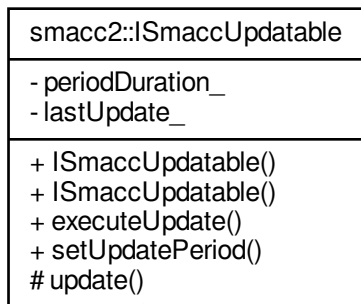 smacc2::ISmaccUpdatable
- periodDuration_
- lastUpdate_
+ ISmaccUpdatable()
+ ISmaccUpdatable()
+ executeUpdate()
+ setUpdatePeriod()
# update()